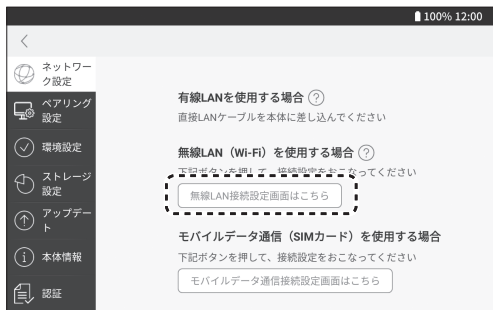 100% 12:00
ネットワー
ク設定
ペアリング
設定
環境設定
ストレージ
設定
アップデー
ト
本体情報
認証
有線LANを使用する場合 ?
直接LANケーブルを本体に差し込んでください
無線LAN（Wi-Fi）を使用する場合 ?
下記ボタンを押して、接続設定をおこなってください
無線LAN接続設定画面はこちら
モバイルデータ通信（SIMカード）を使用する場合
下記ボタンを押して、接続設定をおこなってください
モバイルデータ通信接続設定画面はこちら